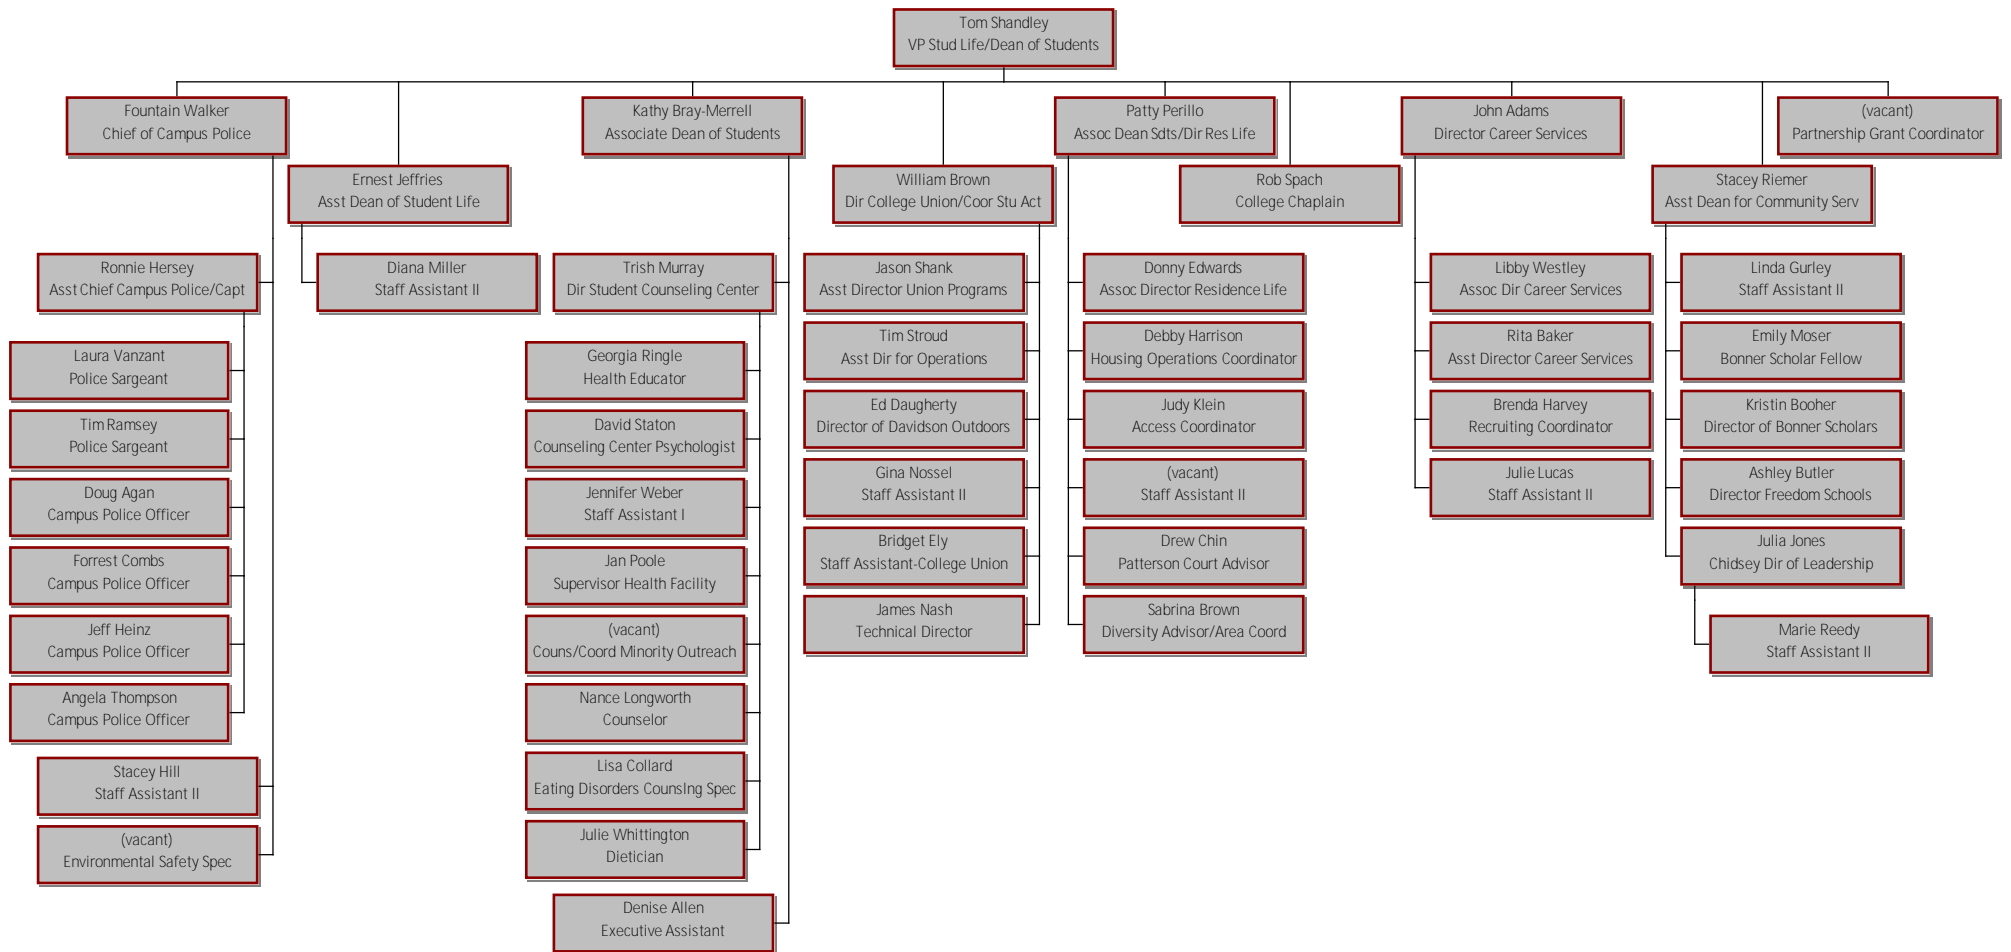 Tom Shandley
VP Stud Life/Dean of Students
Fountain Walker
Chief of Campus Police
Kathy Bray-Merrell
Associate Dean of Students
Patty Perillo
Assoc Dean Sdts/Dir Res Life
John Adams
Director Career Services
(vacant)
Partnership Grant Coordinator
Ernest Jeffries
Asst Dean of Student Life
William Brown
Dir College Union/Coor Stu Act
Rob Spach
College Chaplain
Stacey Riemer
Asst Dean for Community Serv
Ronnie Hersey
Asst Chief Campus Police/Capt
Laura Vanzant
Police Sargeant
Tim Ramsey
Police Sargeant
Doug Agan
Campus Police Officer
Forrest Combs
Campus Police Officer
Jeff Heinz
Campus Police Officer
Angela Thompson
Campus Police Officer
Stacey Hill
Staff Assistant II
(vacant)
Environmental Safety Spec
Diana Miller
Staff Assistant II
Trish Murray
Dir Student Counseling Center
Georgia Ringle
Health Educator
David Staton
Counseling Center Psychologist
Jennifer Weber
Staff Assistant I
Jan Poole
Supervisor Health Facility
(vacant)
Couns/Coord Minority Outreach
Nance Longworth
Counselor
Lisa Collard
Eating Disorders Counslng Spec
Julie Whittington
Dietician
Denise Allen
Executive Assistant
Jason Shank
Asst Director Union Programs
Tim Stroud
Asst Dir for Operations
Ed Daugherty
Director of Davidson Outdoors
Gina Nossel
Staff Assistant II
Bridget Ely
Staff Assistant-College Union
James Nash
Technical Director
Donny Edwards
Assoc Director Residence Life
Debby Harrison
Housing Operations Coordinator
Judy Klein
Access Coordinator
(vacant)
Staff Assistant II
Drew Chin
Patterson Court Advisor
Sabrina Brown
Diversity Advisor/Area Coord
Libby Westley
Assoc Dir Career Services
Rita Baker
Asst Director Career Services
Brenda Harvey
Recruiting Coordinator
Julie Lucas
Staff Assistant II
Linda Gurley
Staff Assistant II
Emily Moser
Bonner Scholar Fellow
Kristin Booher
Director of Bonner Scholars
Ashley Butler
Director Freedom Schools
Julia Jones
Chidsey Dir of Leadership
Marie Reedy
Staff Assistant II